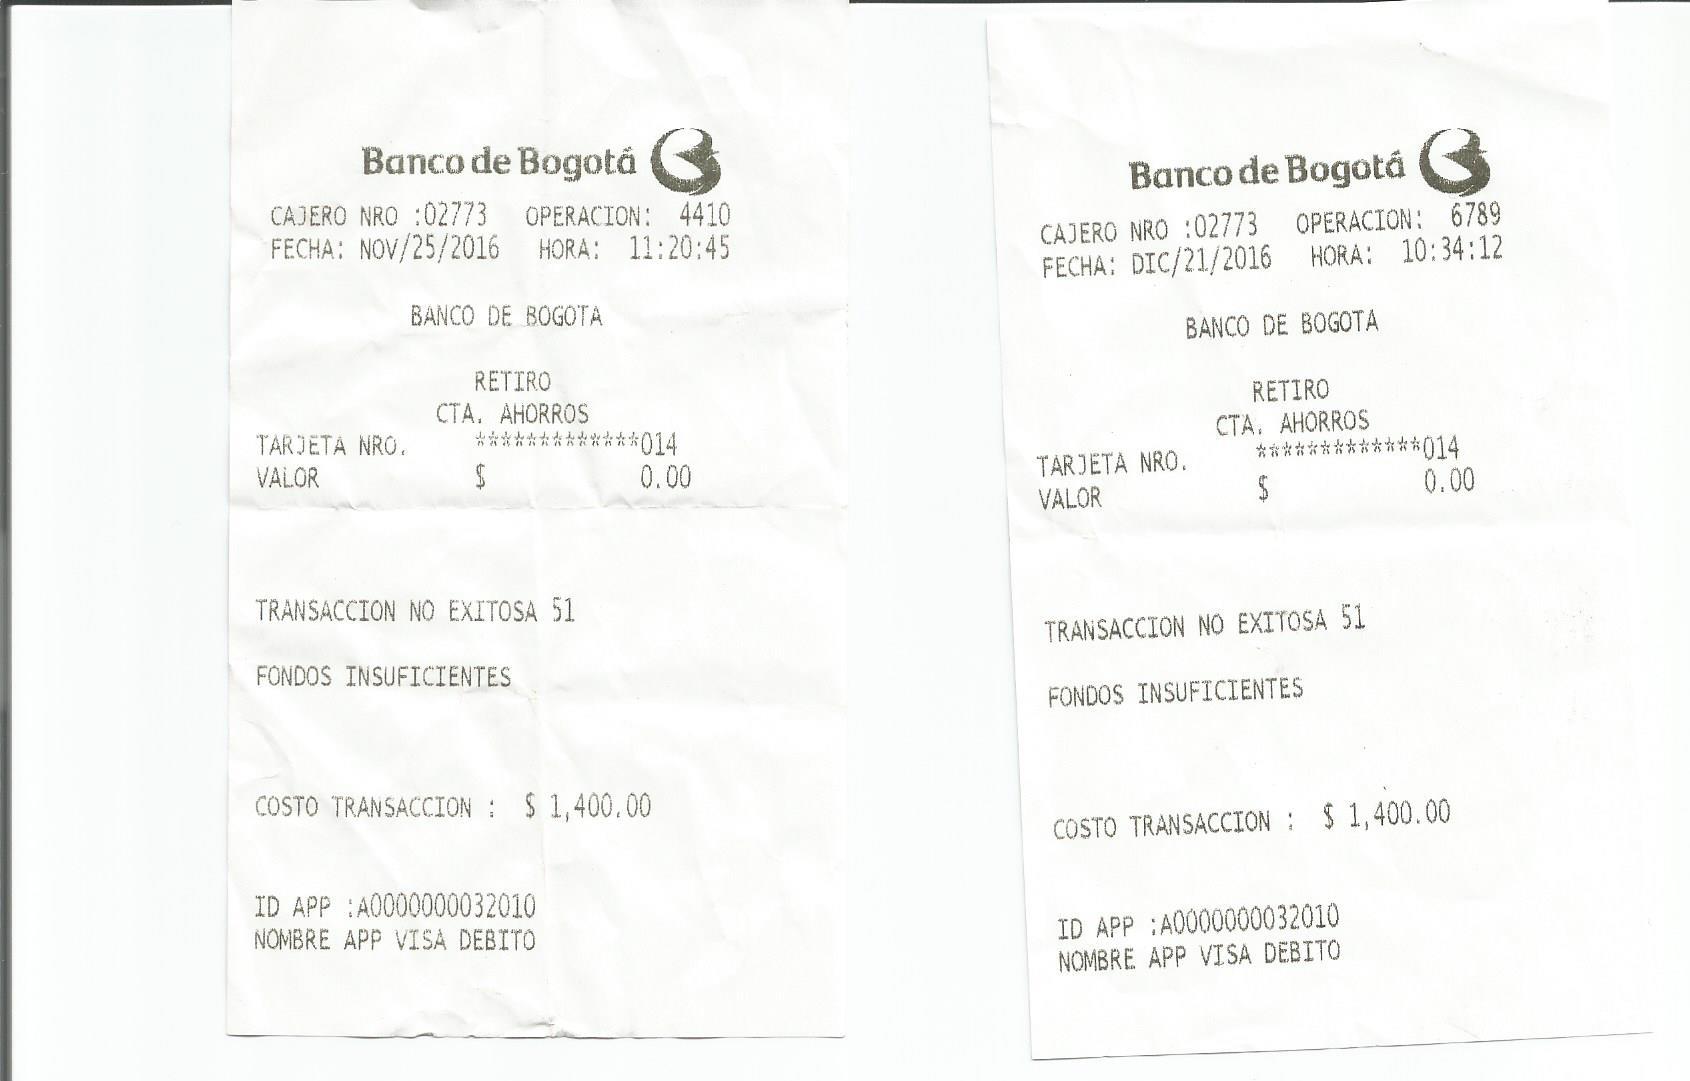 Banco de Bogotá
CAJERO NRO :02773 OPERACION: 4410
FECHA: NOV/25/2016 HORA: 11:20:45
BANCO DE BOGOTA
RETIRO
CTA. AHORROS
TARJETA NRO. *************014
VALOR $ 0.00
TRANSACCION NO EXITOSA 51
FONDOS INSUFICIENTES
COSTO TRANSACCION : $ 1,400.00
ID APP :A0000000032010
NOMBRE APP VISA DEBITO
Banco de Bogotá
CAJERO NRO :02773 OPERACION: 6789
FECHA: DIC/21/2016 HORA: 10:34:12
BANCO DE BOGOTA
RETIRO
CTA. AHORROS
TARJETA NRO. *************014
VALOR $ 0.00
TRANSACCION NO EXITOSA 51
FONDOS INSUFICIENTES
COSTO TRANSACCION : $ 1,400.00
ID APP :A0000000032010
NOMBRE APP VISA DEBITO